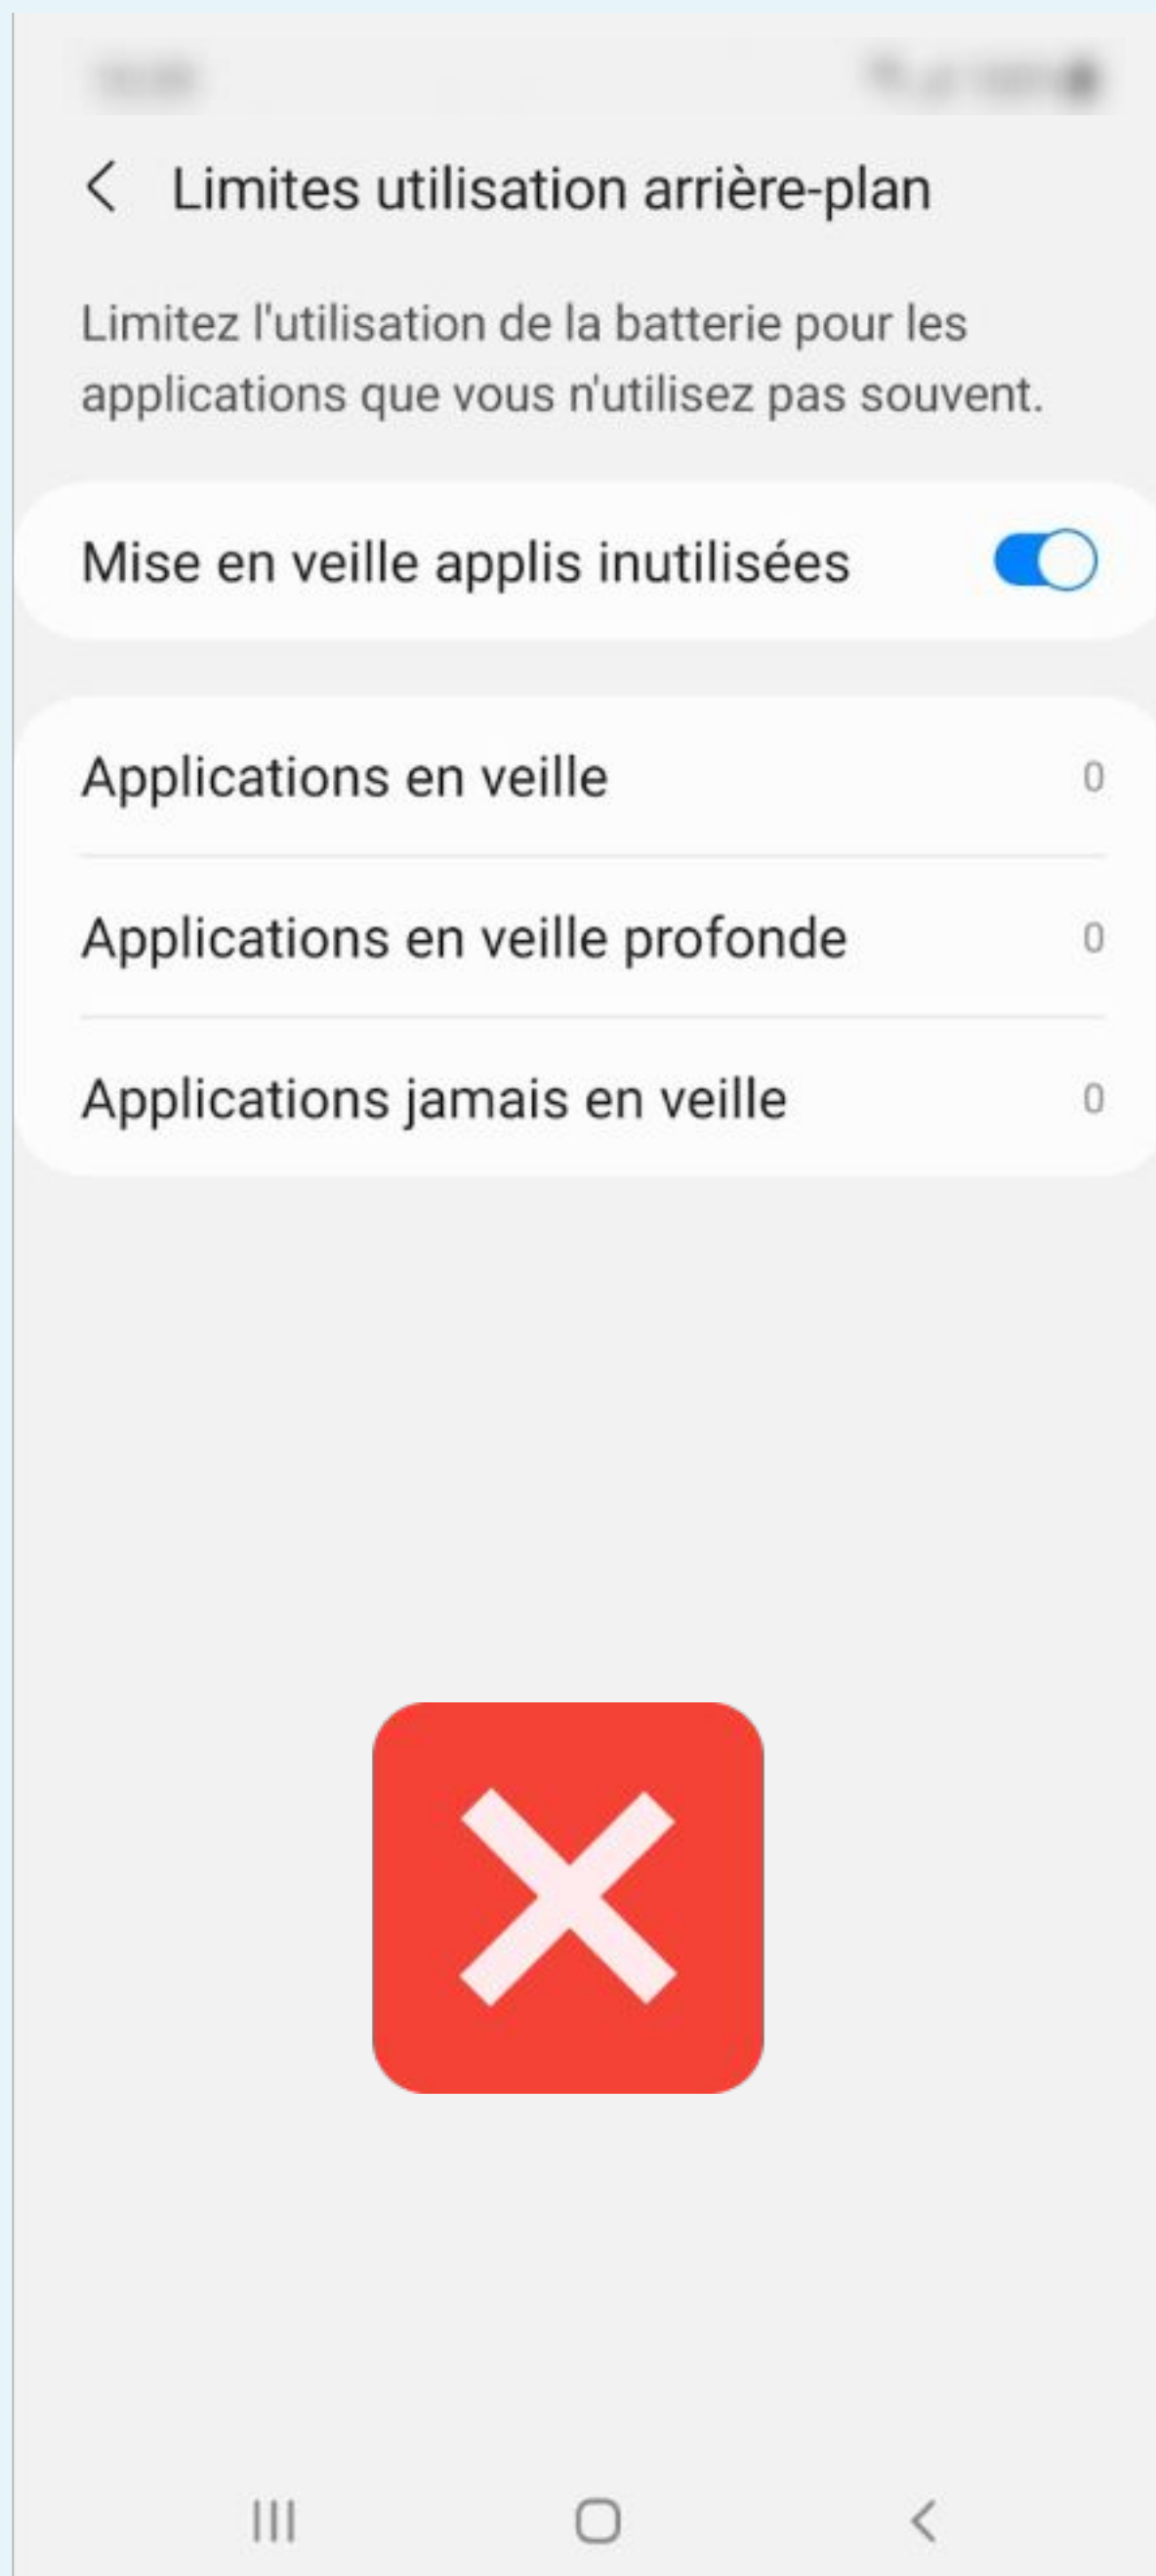 Limites utilisation arrière-plan
Limitez l'utilisation de la batterie pour les
applications que vous n'utilisez pas souvent.
Mise en veille applis inutilisées
Applications en veille 0
Applications en veille profonde 0
Applications jamais en veille 0